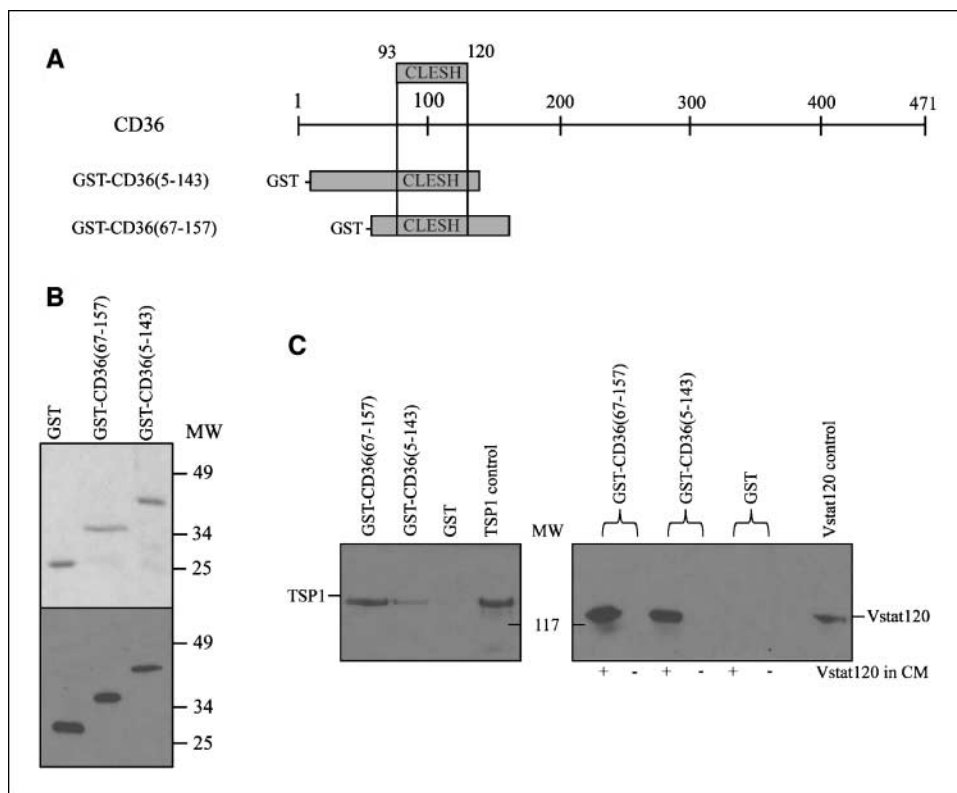 A
93 120
CLESH
1 100 200 300 400 471
CD36
GST-CD36(5-143) GST CLESH
GST-CD36(67-157) GST CLESH
B
GST
GST-CD36(67-157)
GST-CD36(5-143)
MW
49
34
25
49
34
25
C
GST-CD36(67-157)
GST-CD36(5-143)
GST
TSP1 control
MW
GST-CD36(67-157)
GST-CD36(5-143)
GST
Vstat120 control
TSP1
117
Vstat120
+ - + - + - Vstat120 in CM